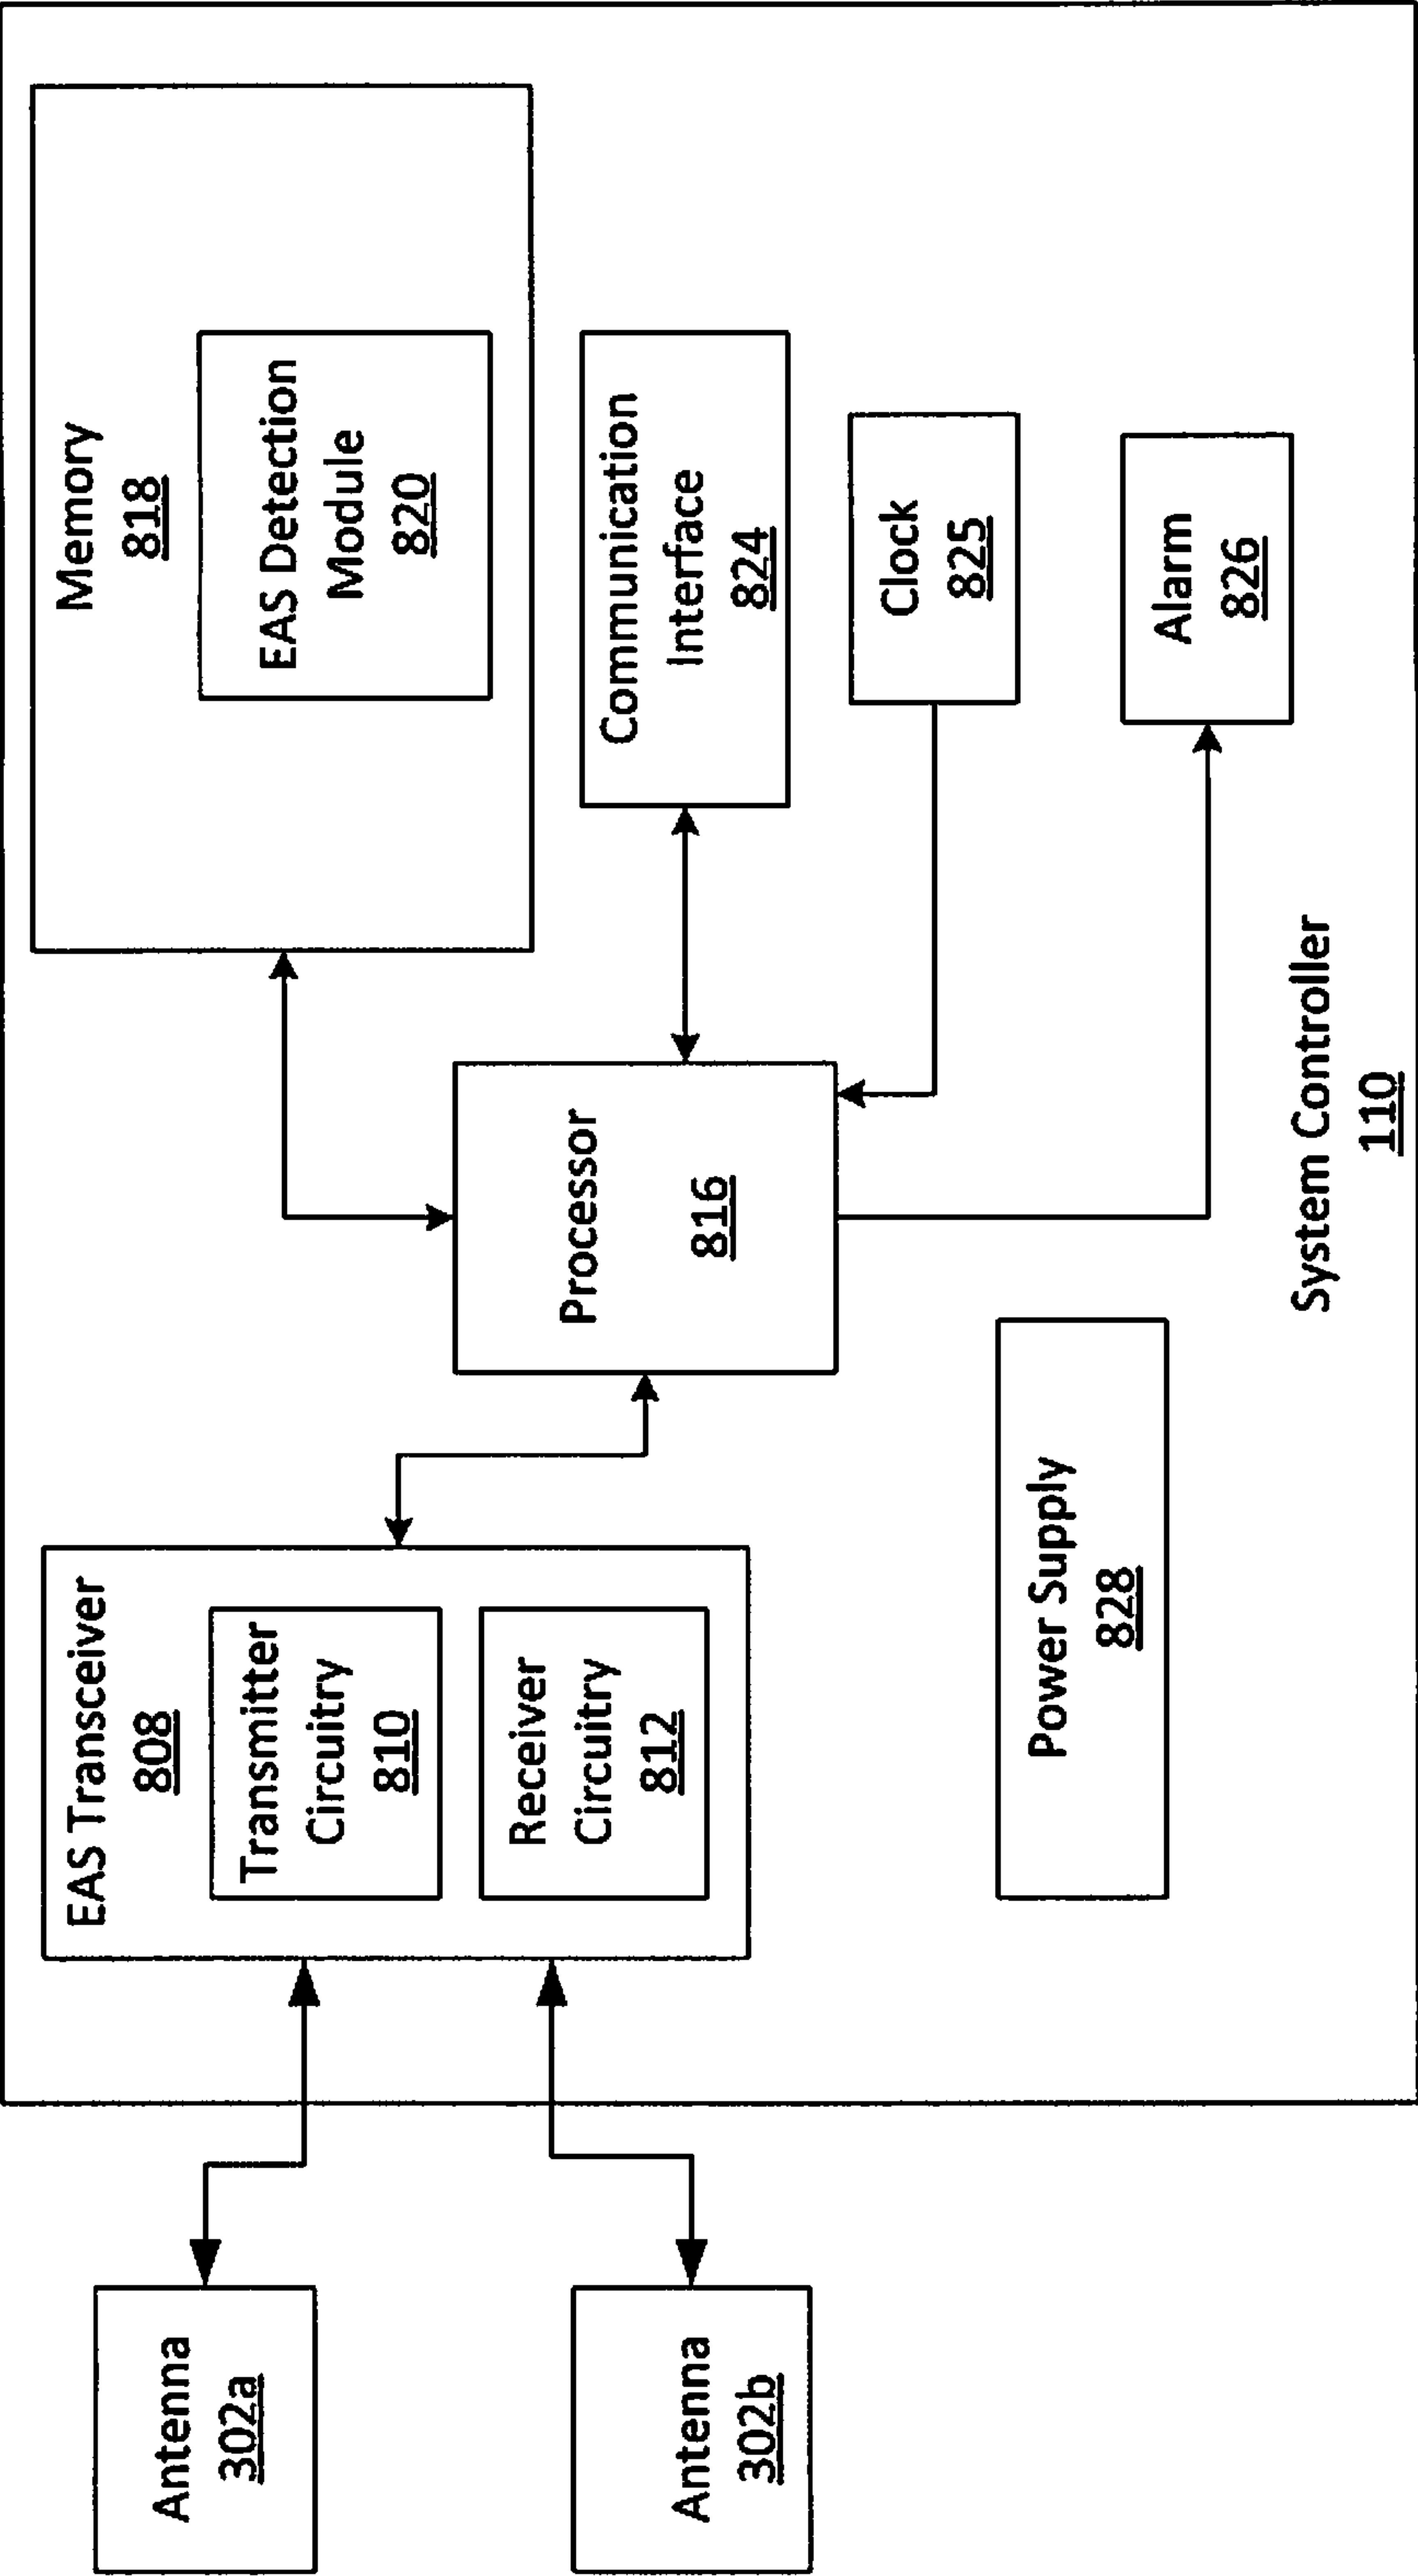 Antenna
302a
Antenna
302b
EAS Transceiver
808
Transmitter
Circuitry
810
Receiver
Circuitry
812
Processor
816
Memory
818
EAS Detection
Module
820
Communication
Interface
824
Clock
825
Alarm
826
Power Supply
828
System Controller
110